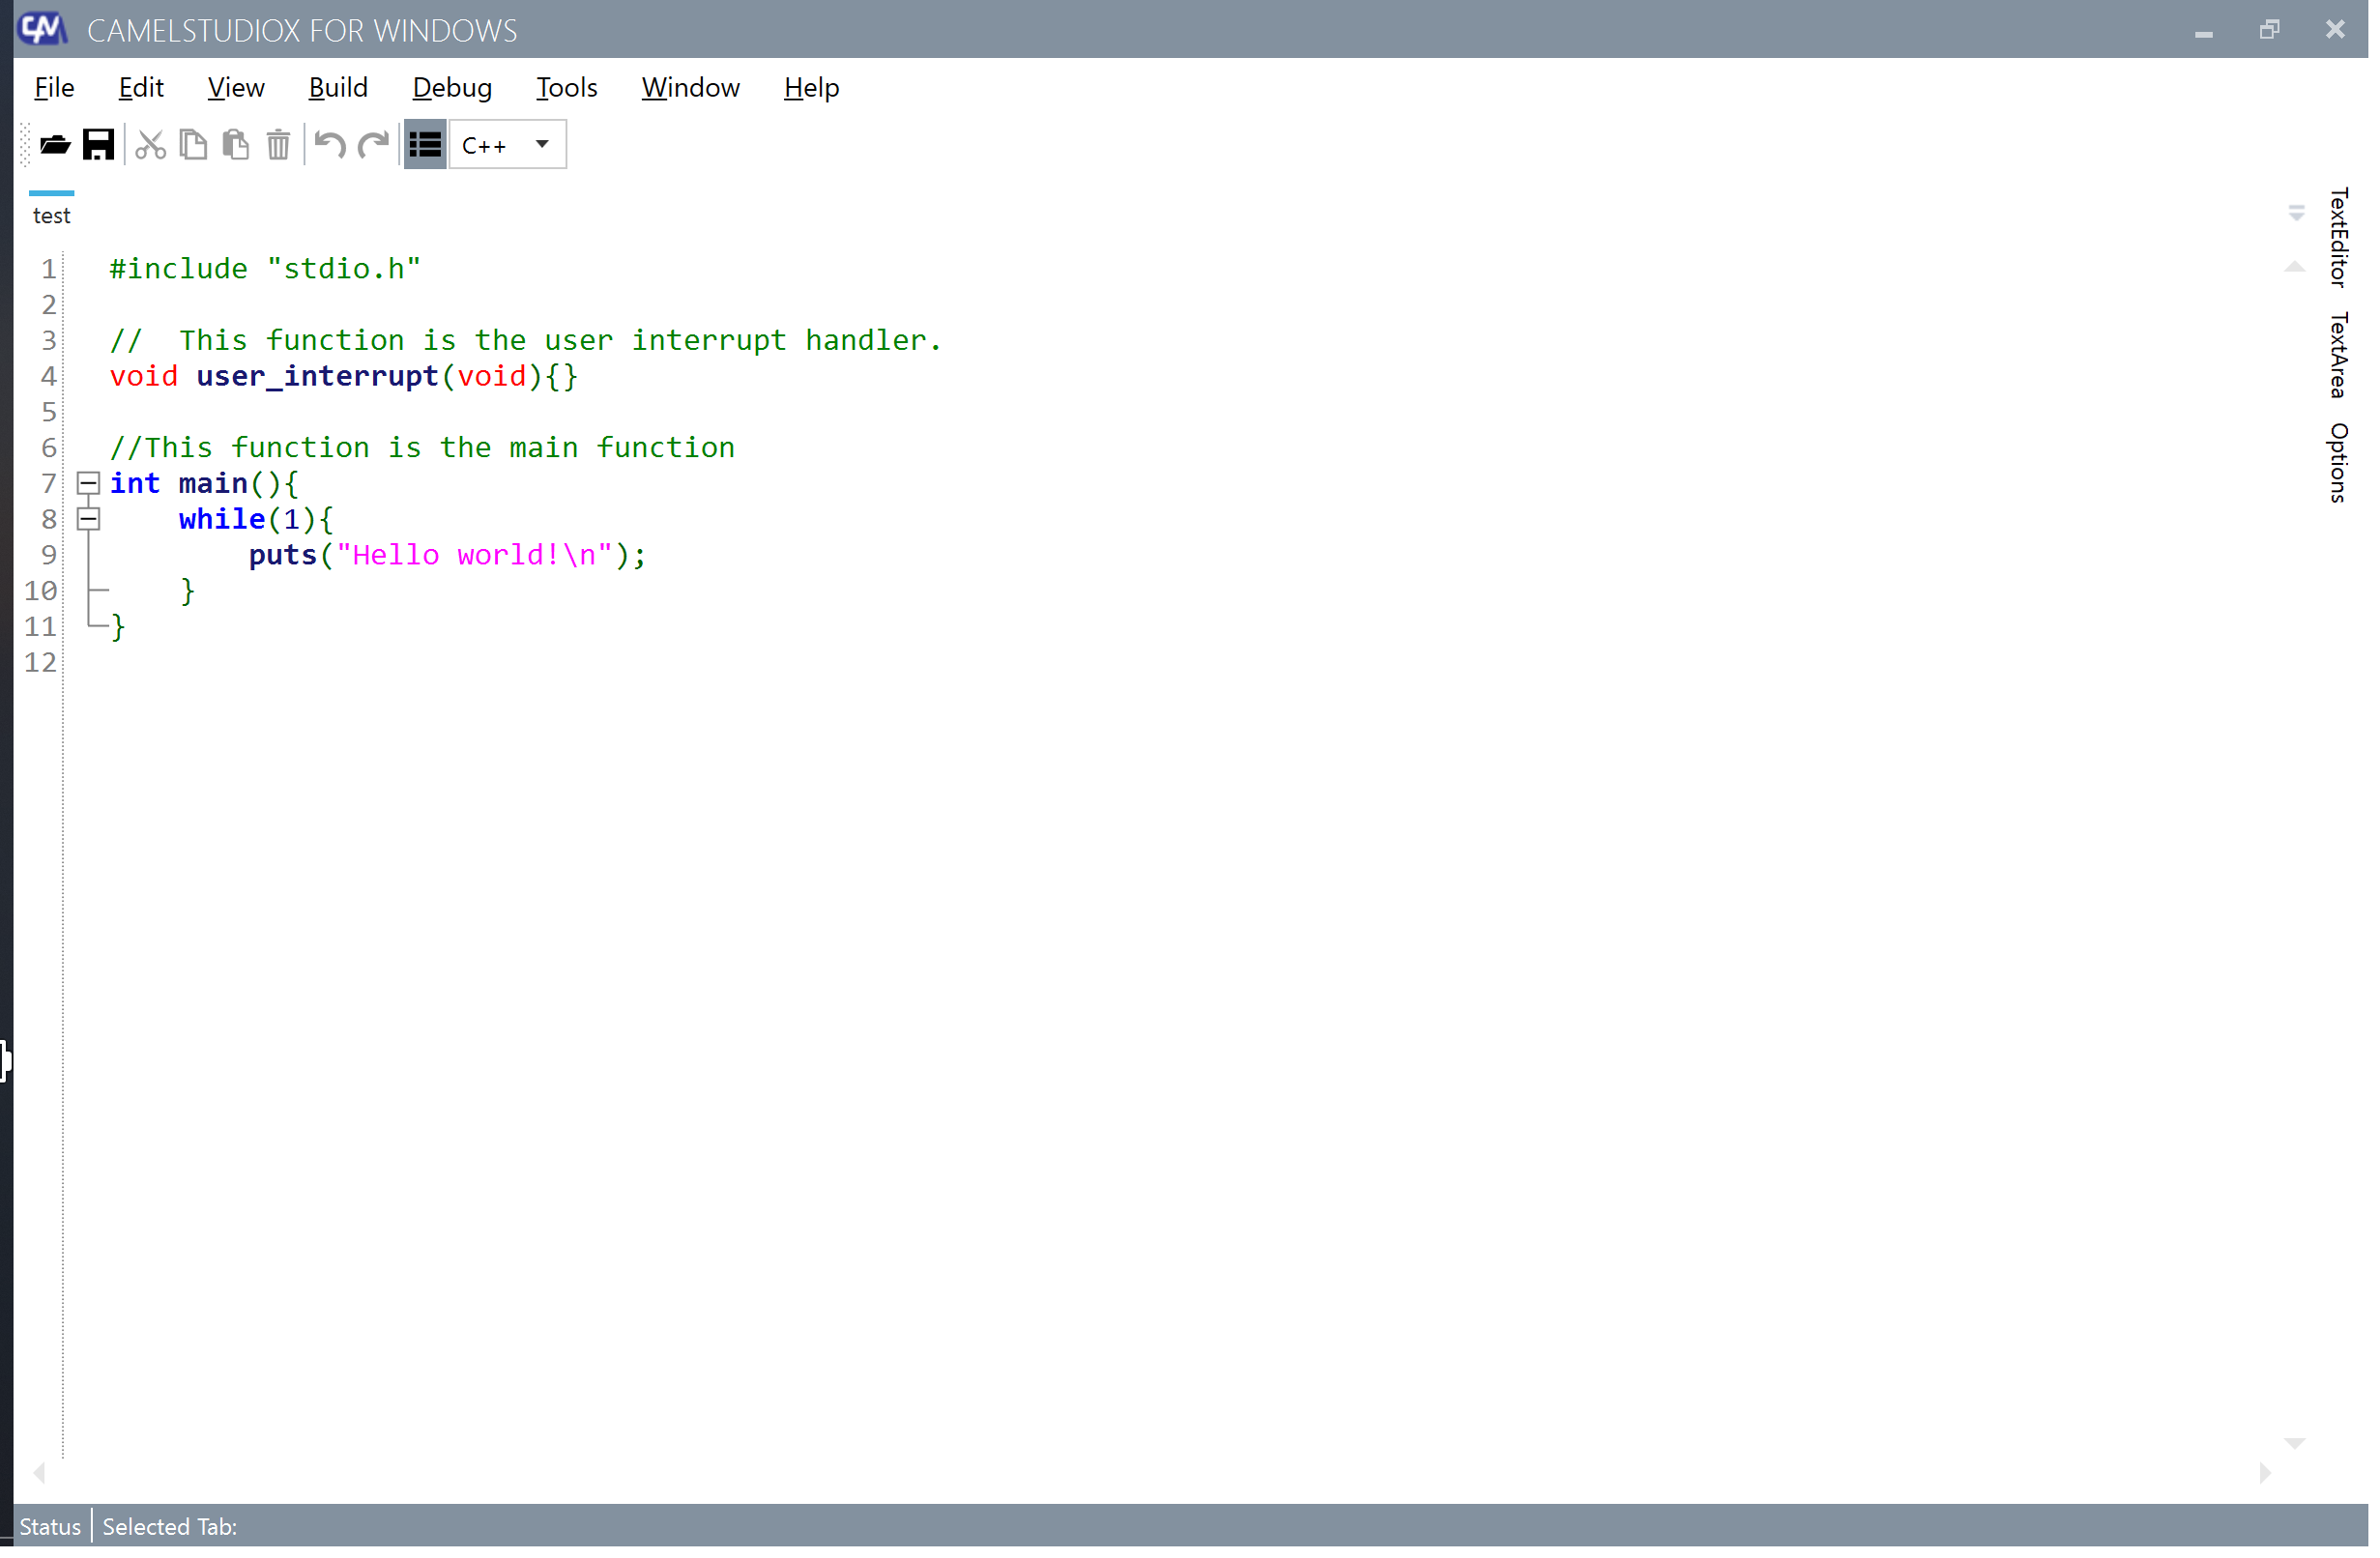 CAMELSTUDIOX FOR WINDOWS
File Edit View Build Debug Tools Window Help
C++
test
1 #include "stdio.h"
2
3 //  This function is the user interrupt handler.
4 void user_interrupt(void){}
5
6 //This function is the main function
7 int main(){
8     while(1){
9         puts("Hello world!\n");
10     }
11 }
12
TextEditor
TextArea
Options
Status Selected Tab: